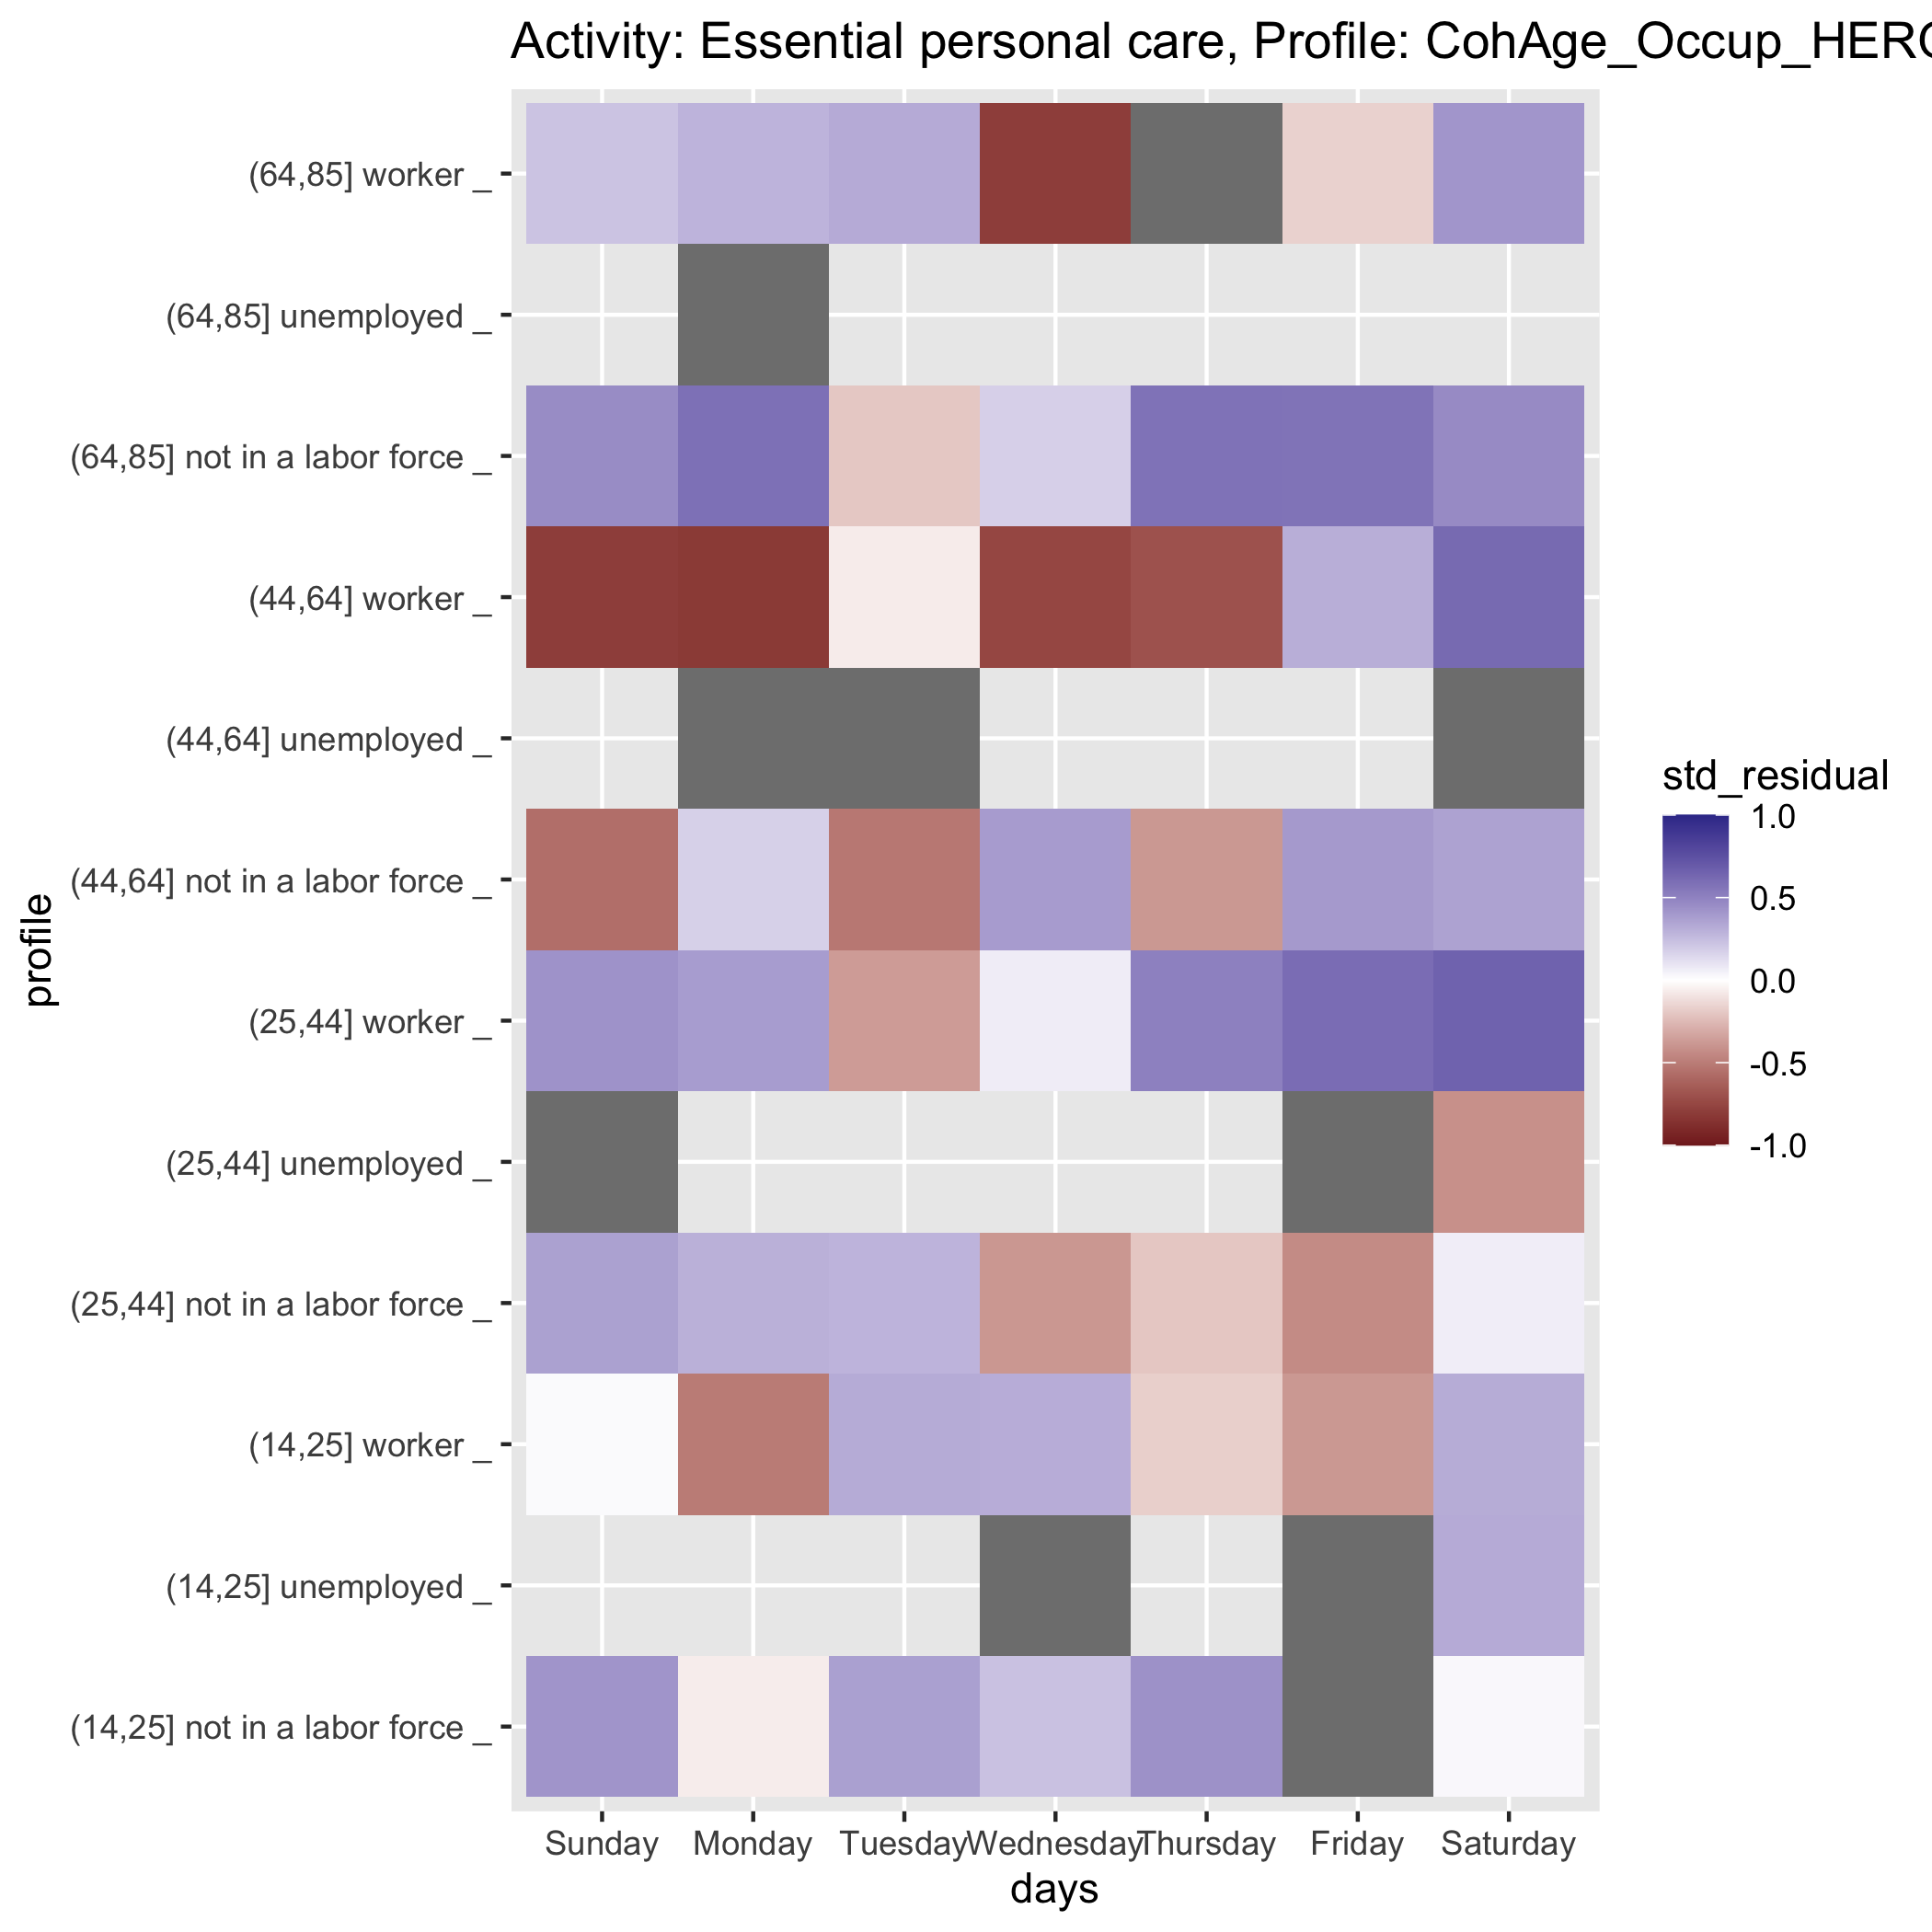 Activity: Essential personal care, Profile: CohAge_Occup_HERC
(64,85] worker _
(64,85] unemployed _
(64,85] not in a labor force _
(44,64] worker _
(44,64] unemployed _
(44,64] not in a labor force _
(25,44] worker _
(25,44] unemployed _
(25,44] not in a labor force _
(14,25] worker _
(14,25] unemployed _
(14,25] not in a labor force _
profile
Sunday Monday Tuesday Wednesday Thursday Friday Saturday
days
std_residual
1.0
0.5
0.0
-0.5
-1.0